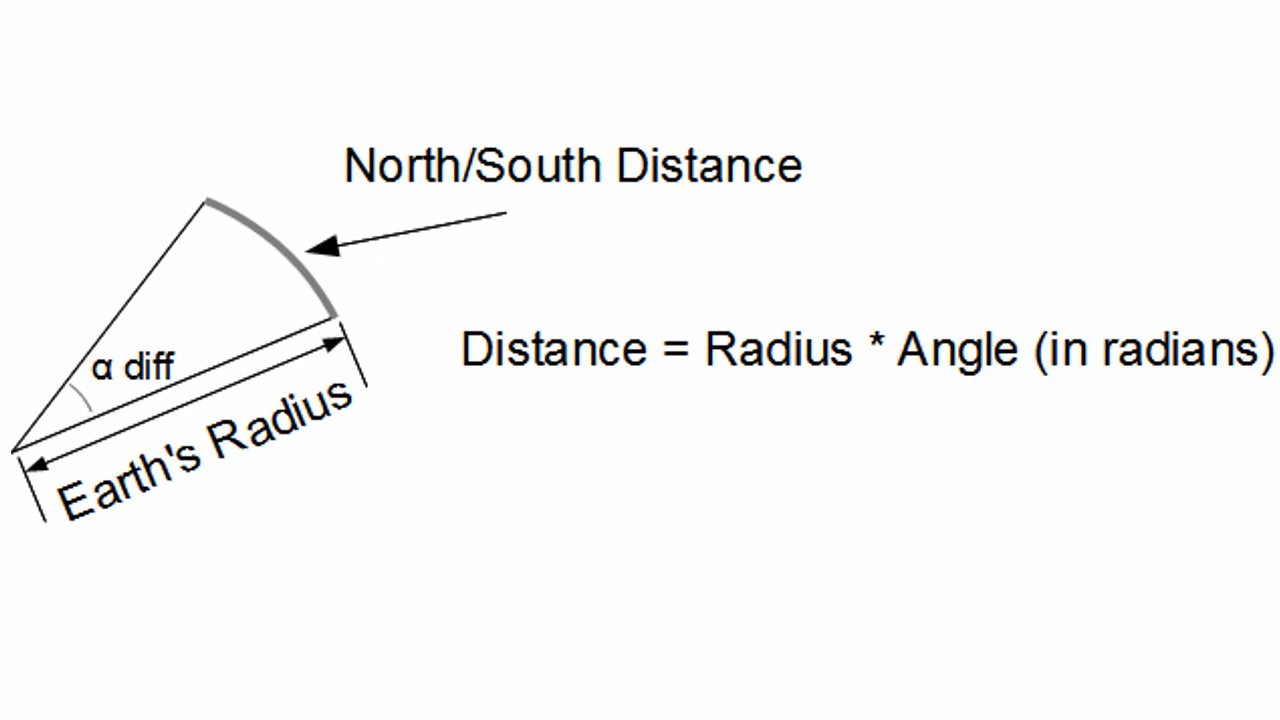 North/South Distance
Distance = Radius * Angle (in radians)
α diff
Earth's Radius